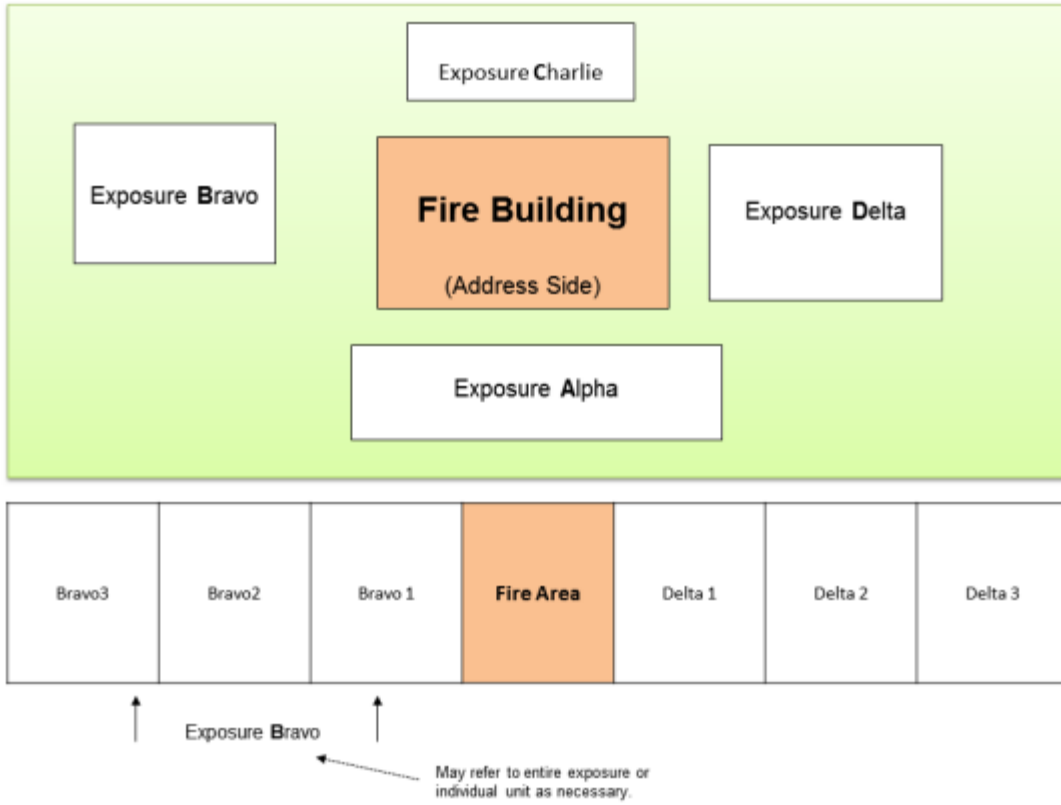 Exposure Charlie
Exposure Bravo
Fire Building
(Address Side)
Exposure Delta
Exposure Alpha
Bravo3
Bravo2
Bravo 1
Fire Area
Delta 1
Delta 2
Delta 3
Exposure Bravo
May refer to entire exposure or
individual unit as necessary.